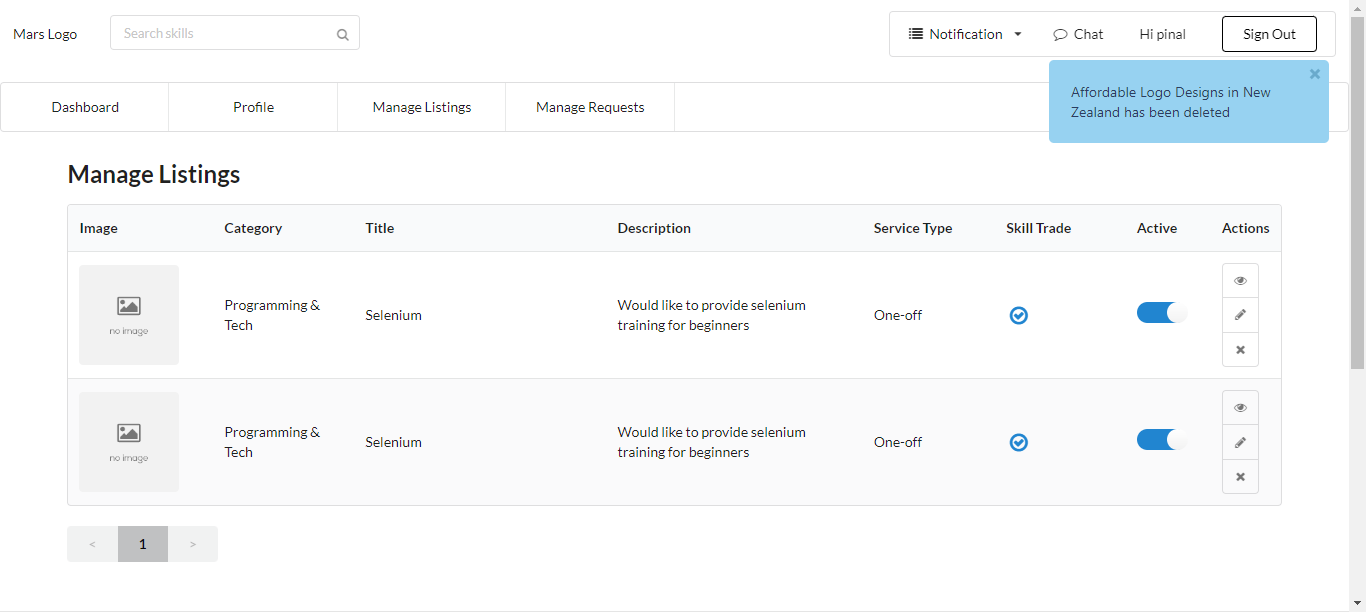 Mars Logo
Search skills
Notification
Chat
Hi pinal
Sign Out
Affordable Logo Designs in New
Zealand has been deleted
Dashboard
Profile
Manage Listings
Manage Requests
Manage Listings
Image Category Title Description Service Type Skill Trade Active Actions
no image
Programming &
Tech
Selenium
Would like to provide selenium
training for beginners
One-off
no image
Programming &
Tech
Selenium
Would like to provide selenium
training for beginners
One-off
< 1 >